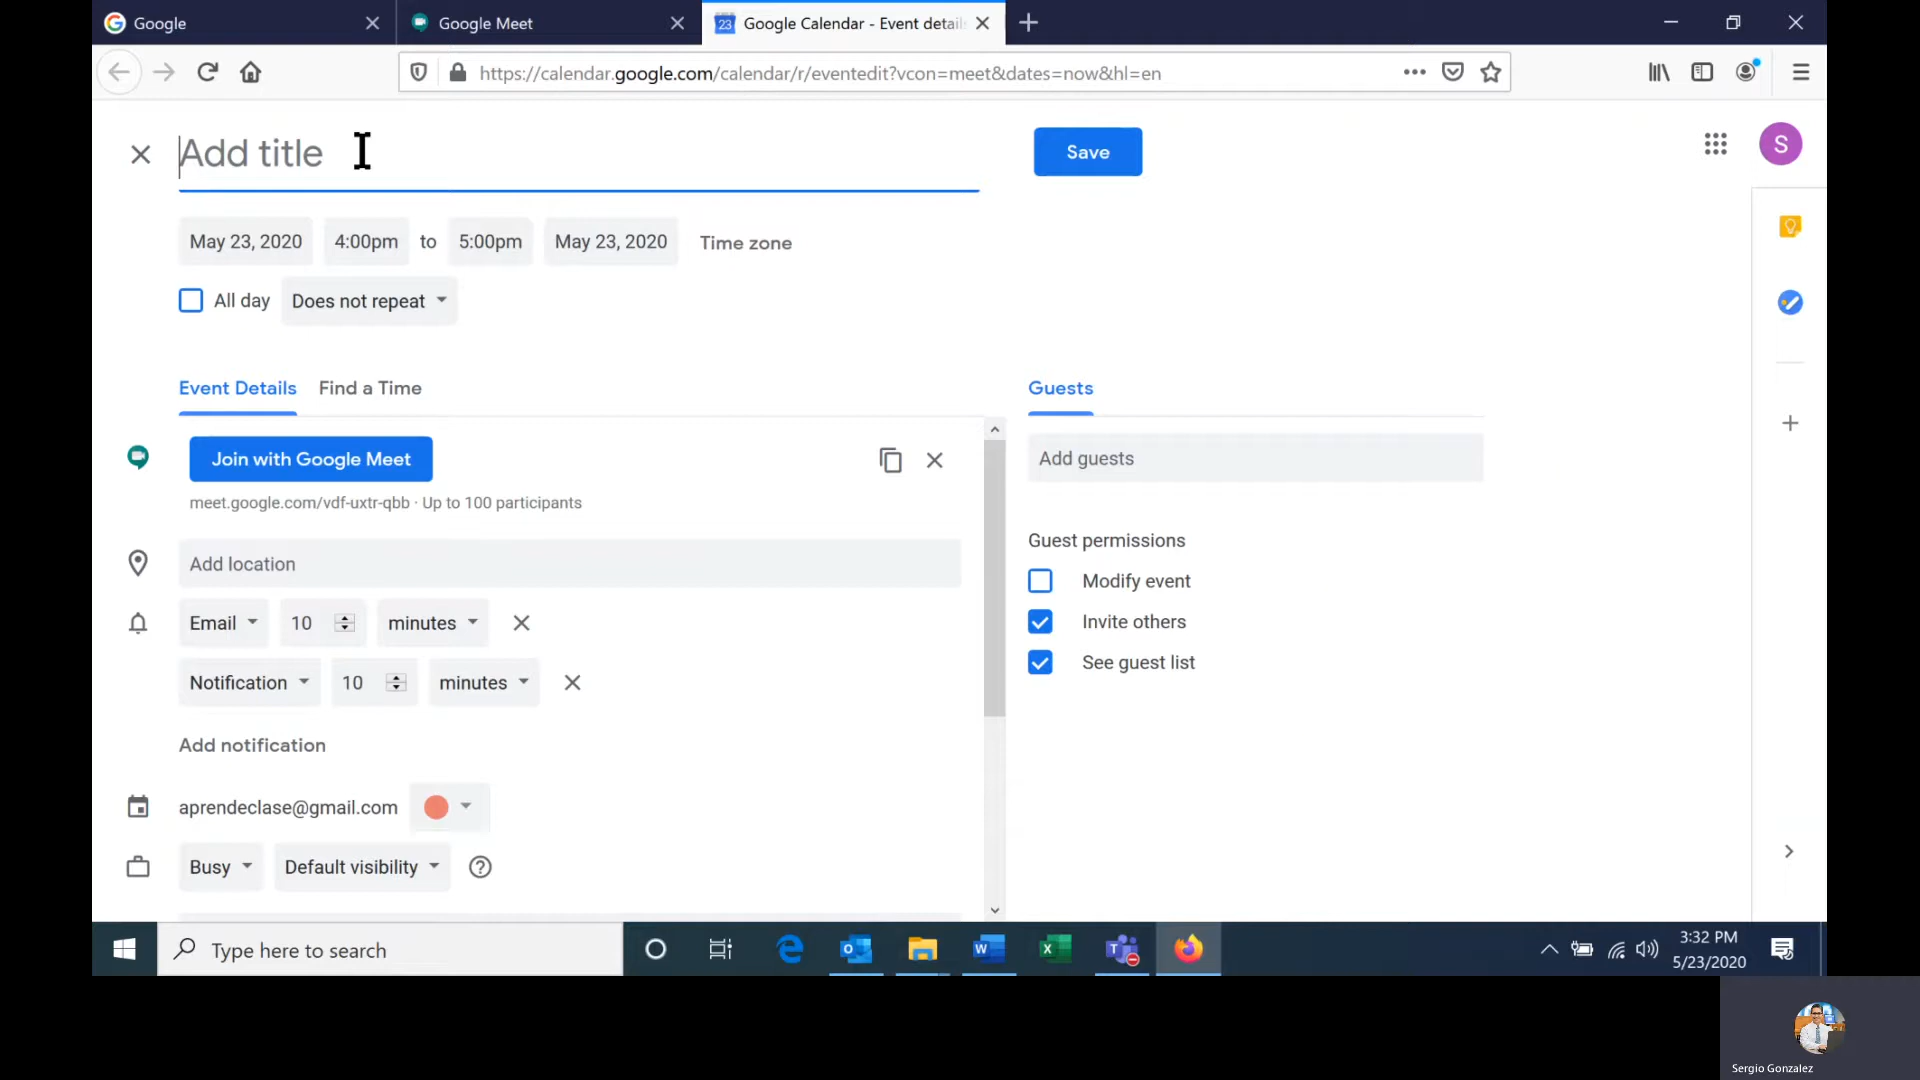 Google
Google Meet
23 Google Calendar - Event detail
https://calendar.google.com/calendar/r/eventedit?vcon=meet&dates=now&hl=en
Add title
Save
S
May 23, 2020 4:00pm to 5:00pm May 23, 2020 Time zone
All day Does not repeat
Event Details Find a Time
Guests
Join with Google Meet
meet.google.com/vdf-uxtr-qbb · Up to 100 participants
Add guests
Add location
Guest permissions
Modify event
Invite others
See guest list
Email 10 minutes
Notification 10 minutes
Add notification
aprendeclase@gmail.com
Busy Default visibility
Type here to search
3:32 PM
5/23/2020
Sergio Gonzalez